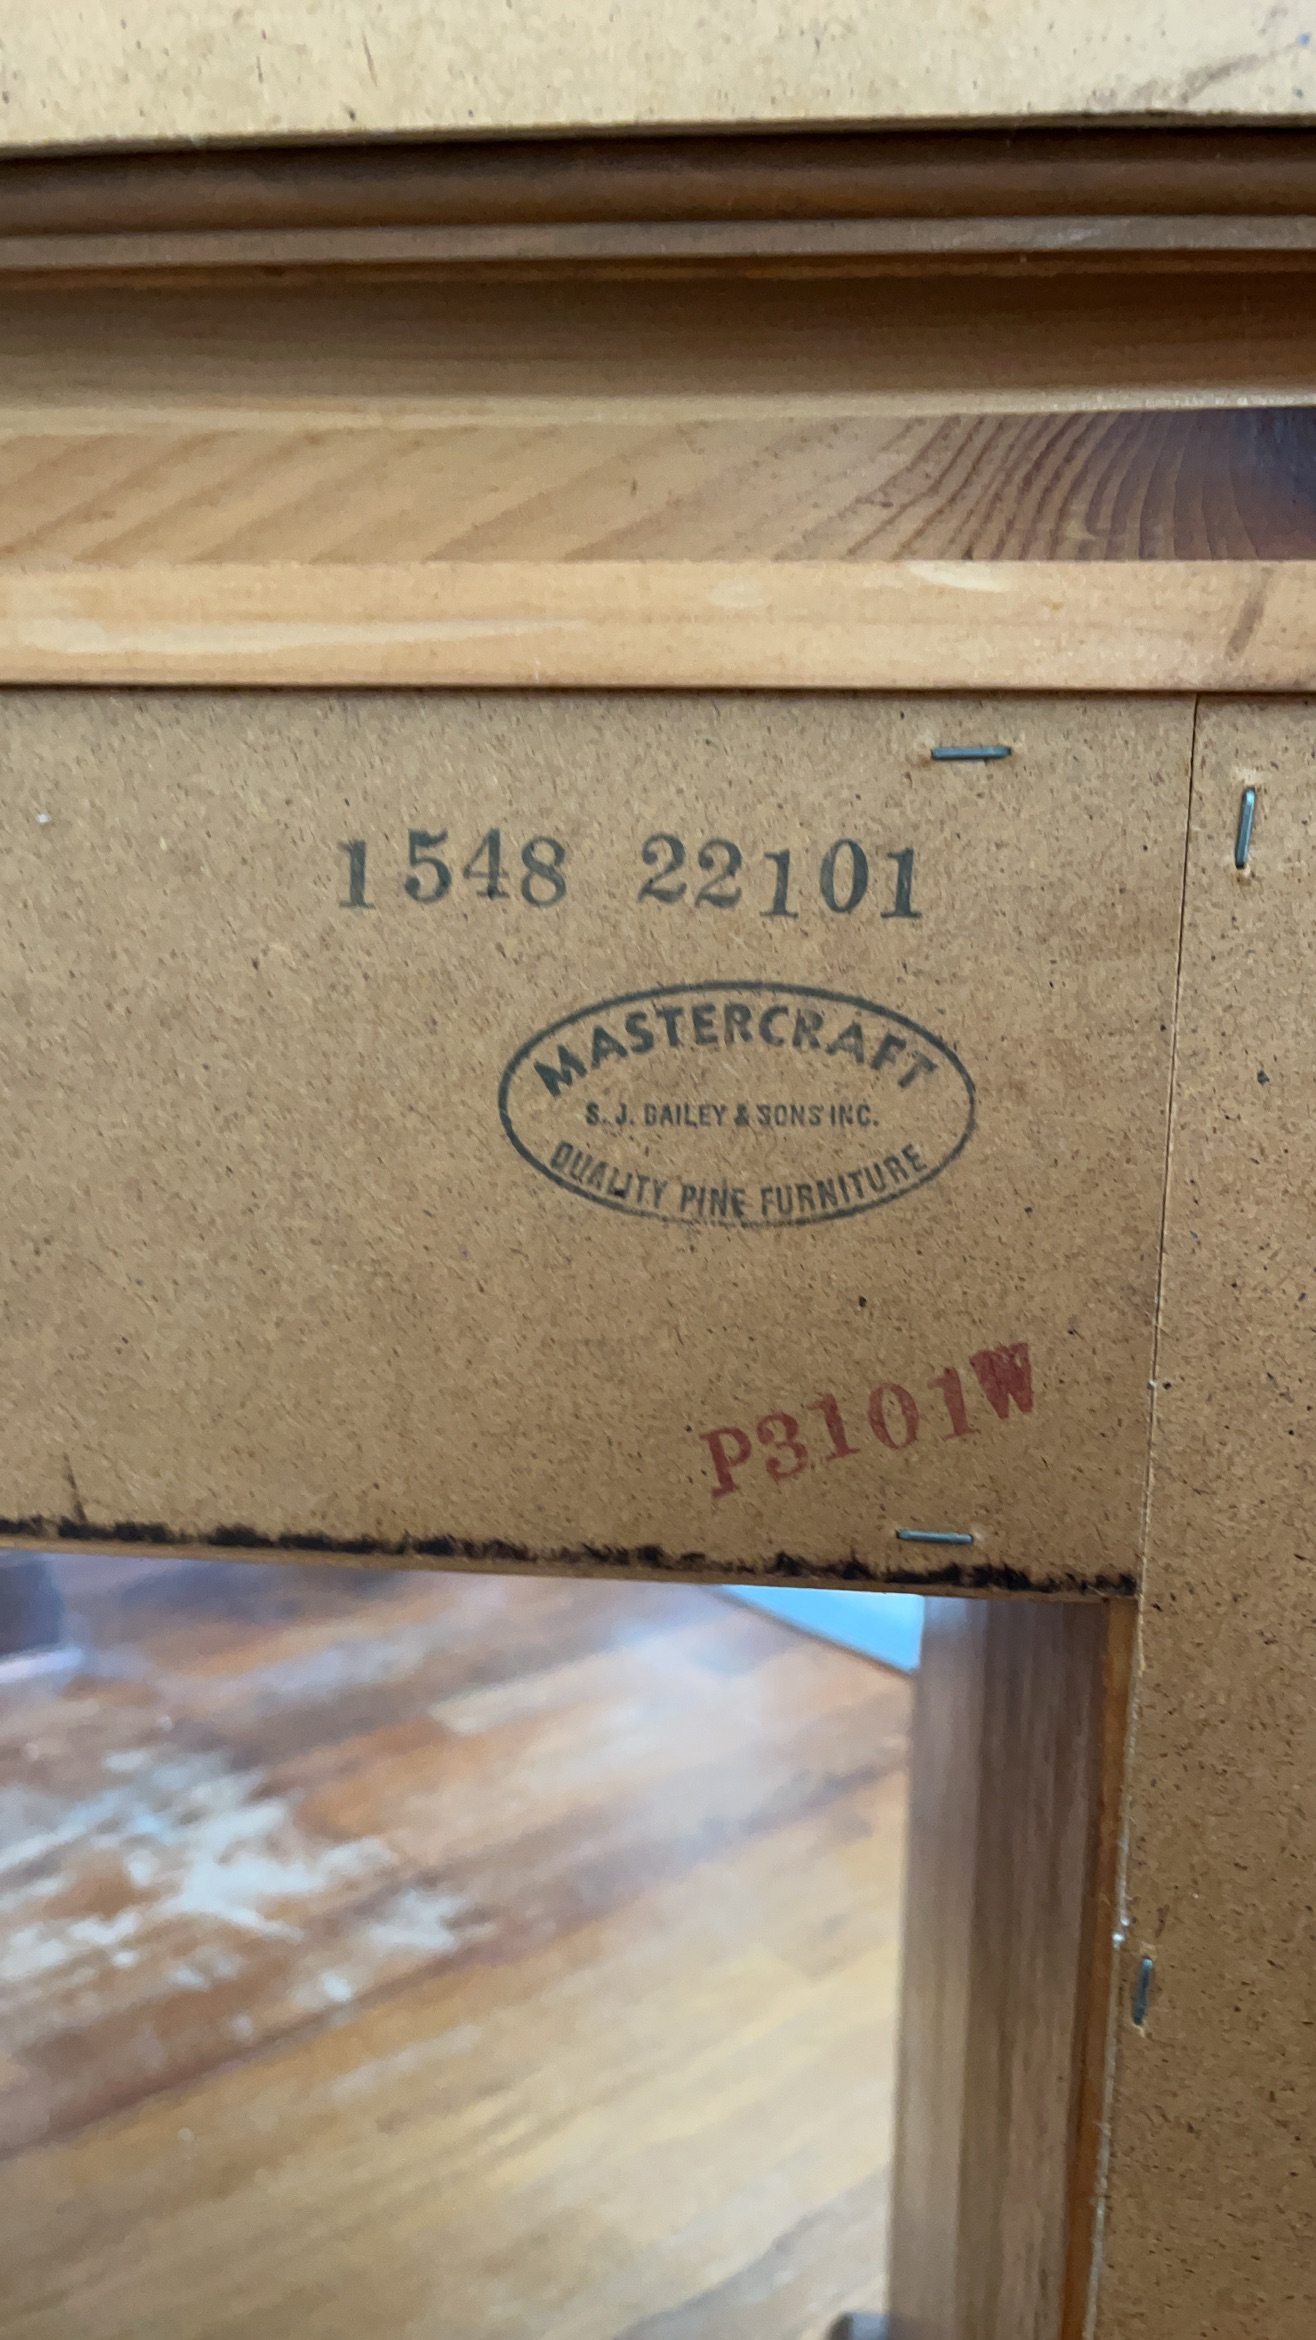 1548 22101
MASTERCRAFT
S. J. BAILEY & SONS INC.
QUALITY PINE FURNITURE
P3101W